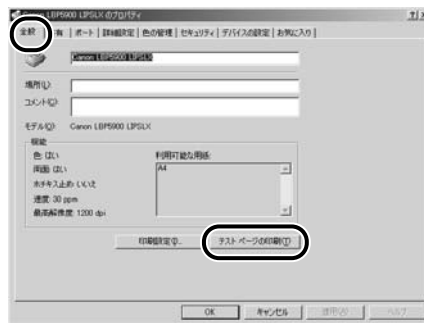 Canon LBP5900 LIPSLX のプロパティ
全般 有 ポート 詳細設定 色の管理 セキュリティ デバイスの設定 お気に入り
Canon LBP5900 LIPSLX
場所(L):
コメント(C):
モデル(O): Canon LBP5900 LIPSLX
機能
色: はい 利用可能な用紙:
両面: はい A4
ホチキス止め: いいえ
速度: 30 ppm
最高解像度: 1200 dpi
印刷設定(I)... テスト ページの印刷(T)
OK キャンセル 適用(A) ヘルプ